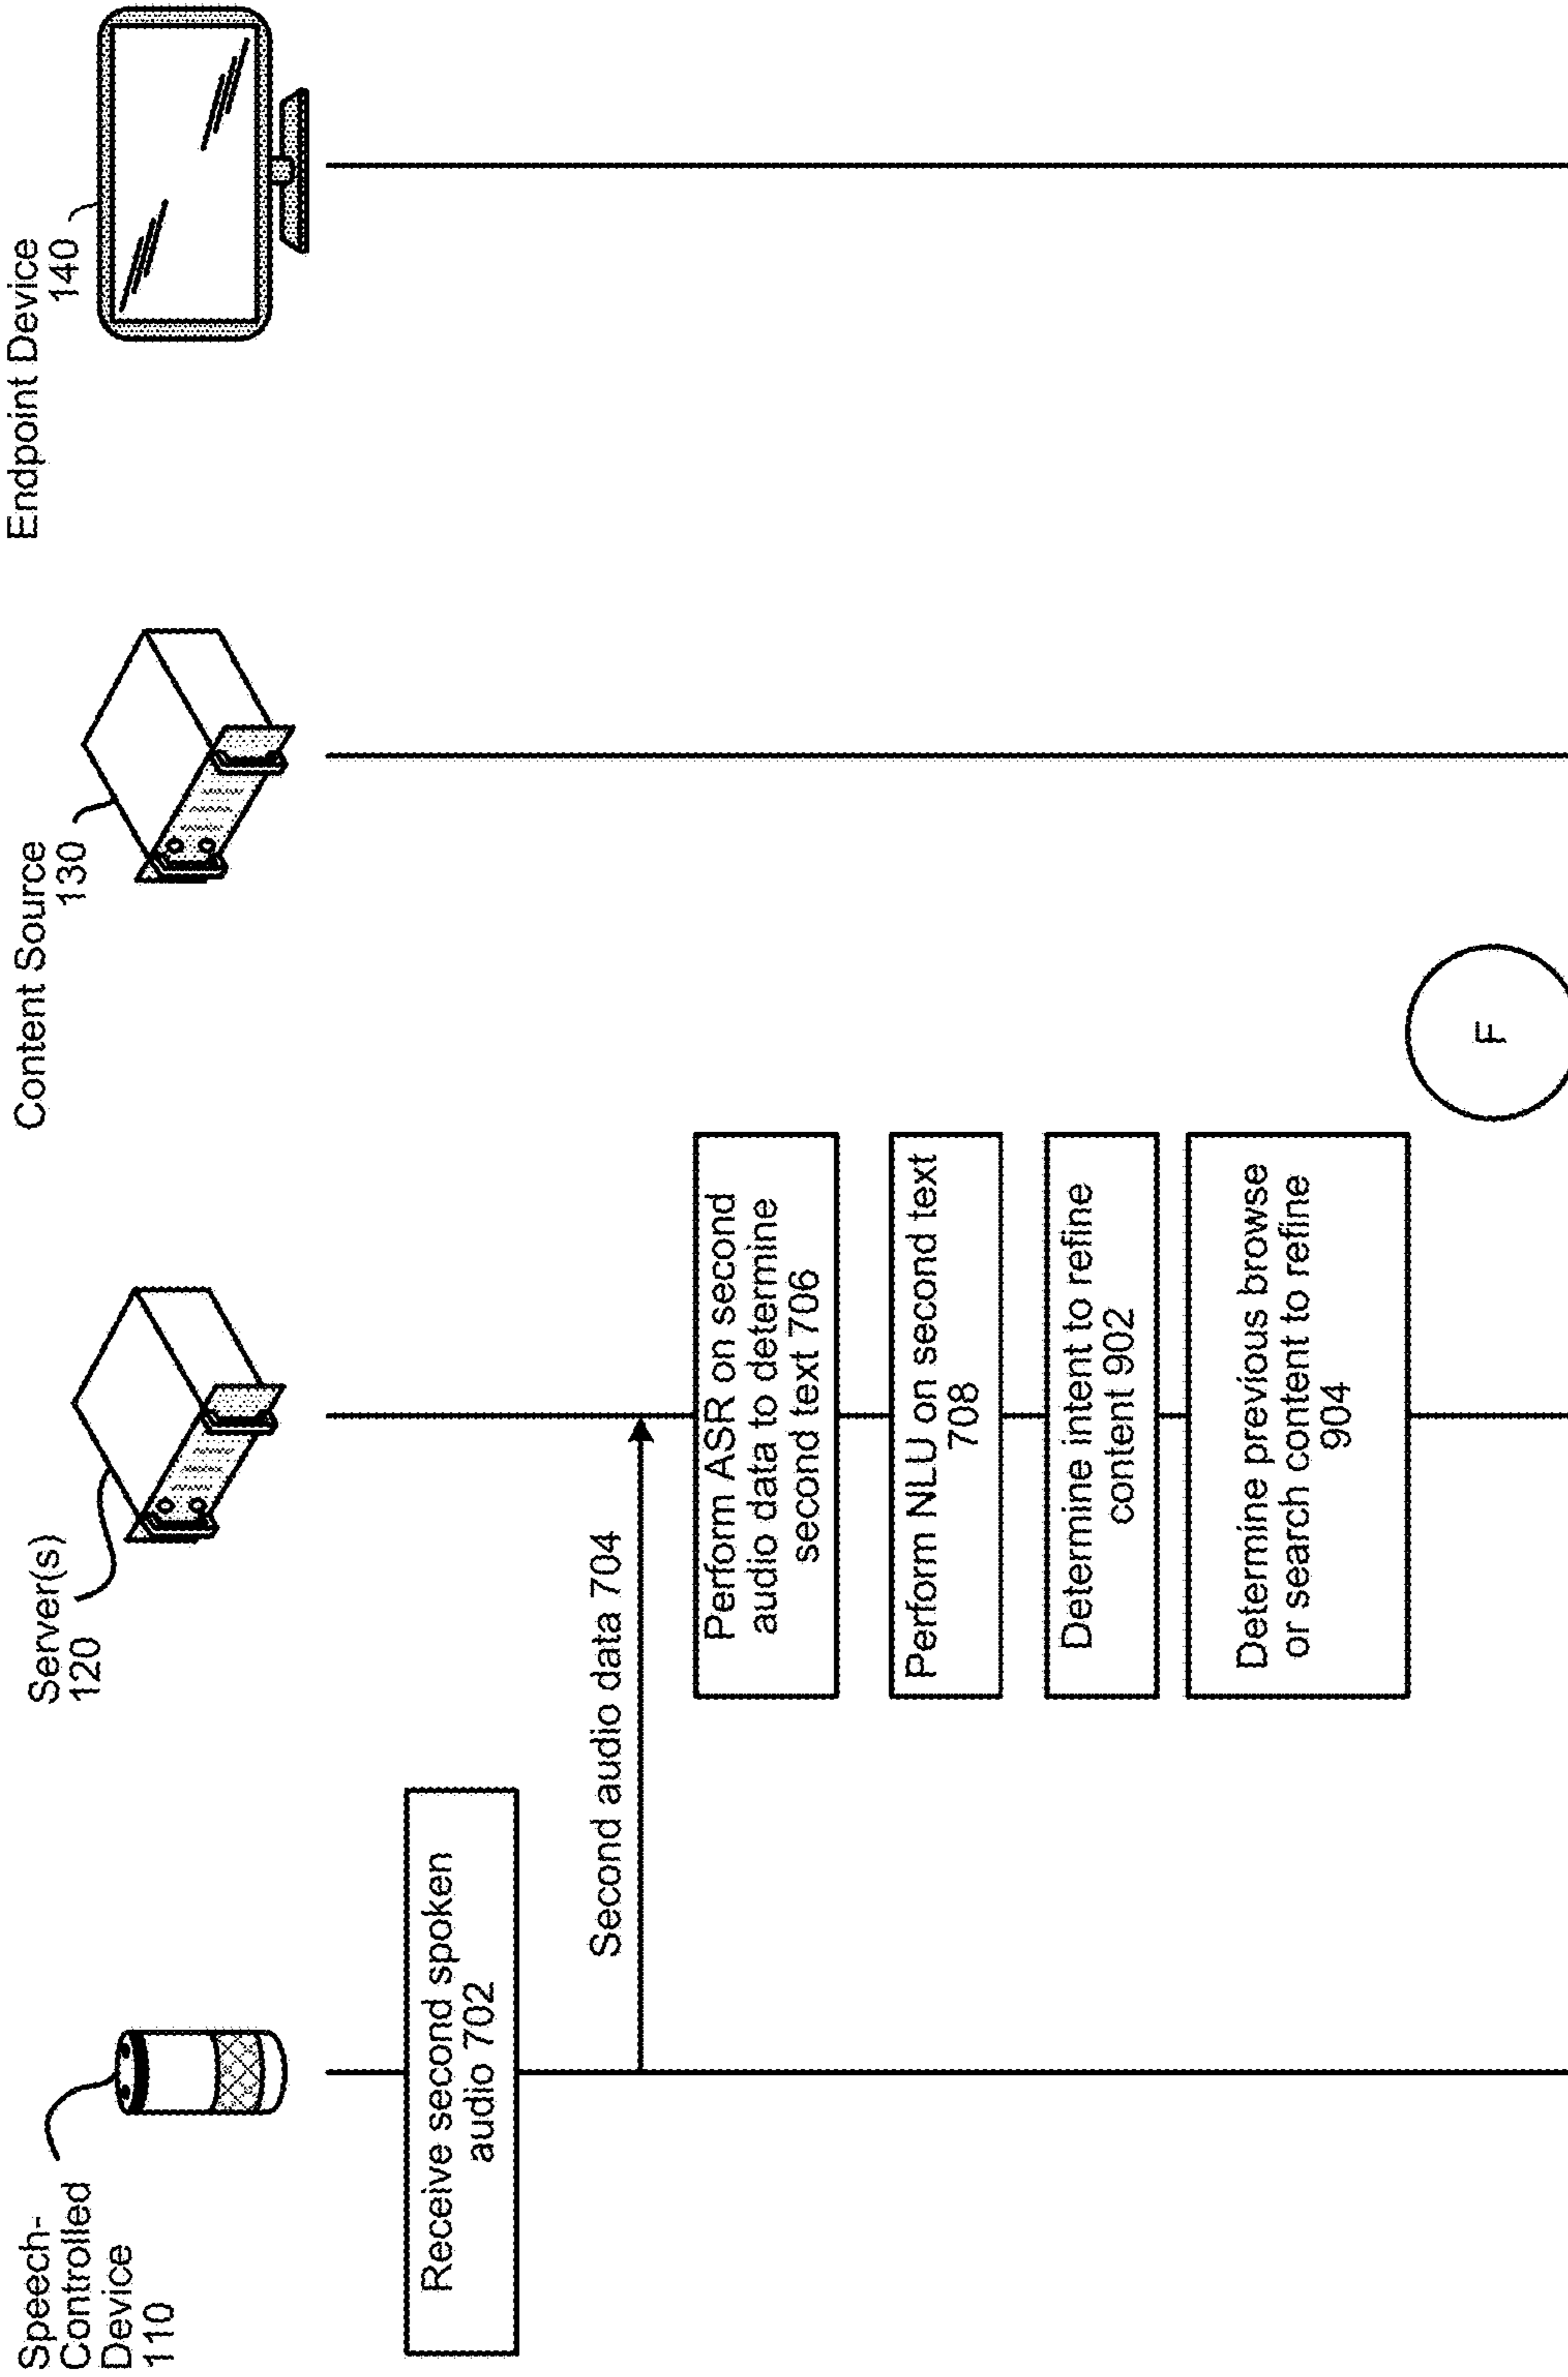 Speech-
Controlled
Device
110
Server(s)
120
Content Source
130
Endpoint Device
140
Receive second spoken
audio 702
Second audio data 704
Perform ASR on second
audio data to determine
second text 706
Perform NLU on second text
708
Determine intent to refine
content 902
Determine previous browse
or search content to refine
904
F